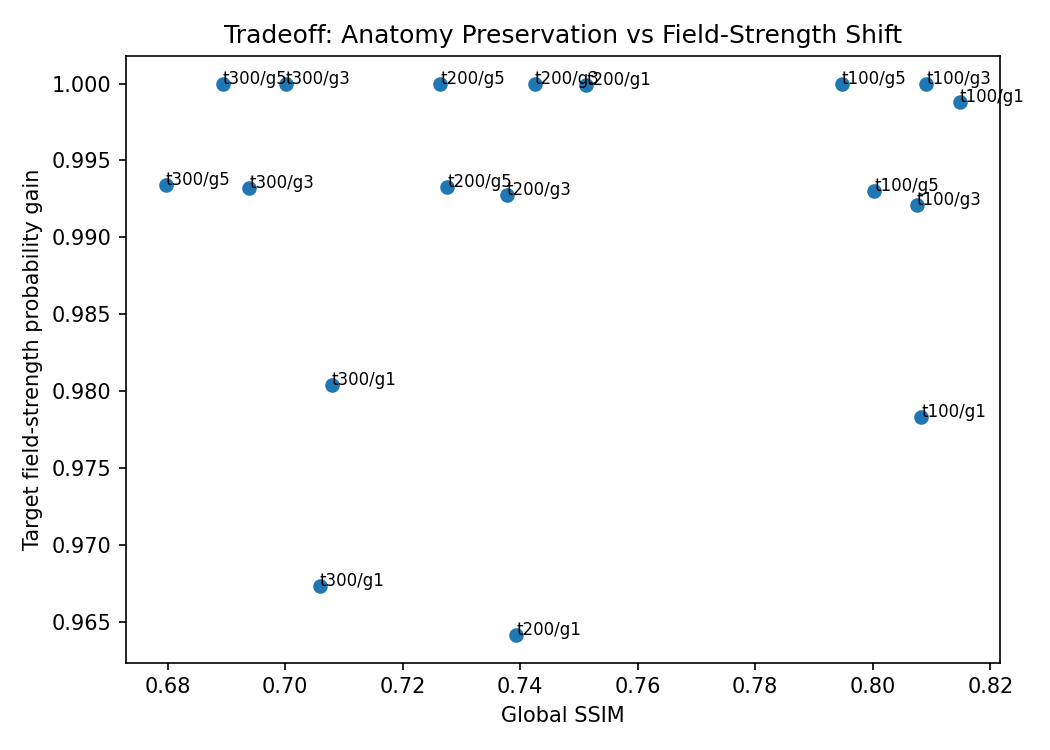 Tradeoff: Anatomy Preservation vs Field-Strength Shift
Target field-strength probability gain
1.000
0.995
0.990
0.985
0.980
0.975
0.970
0.965
t300/g5
t300/g3
t200/g5
t200/g3
t200/g1
t100/g5
t100/g3
t100/g1
t300/g5
t300/g3
t200/g5
t200/g3
t100/g5
t100/g3
t300/g1
t100/g1
t300/g1
t200/g1
0.68
0.70
0.72
0.74
0.76
0.78
0.80
0.82
Global SSIM